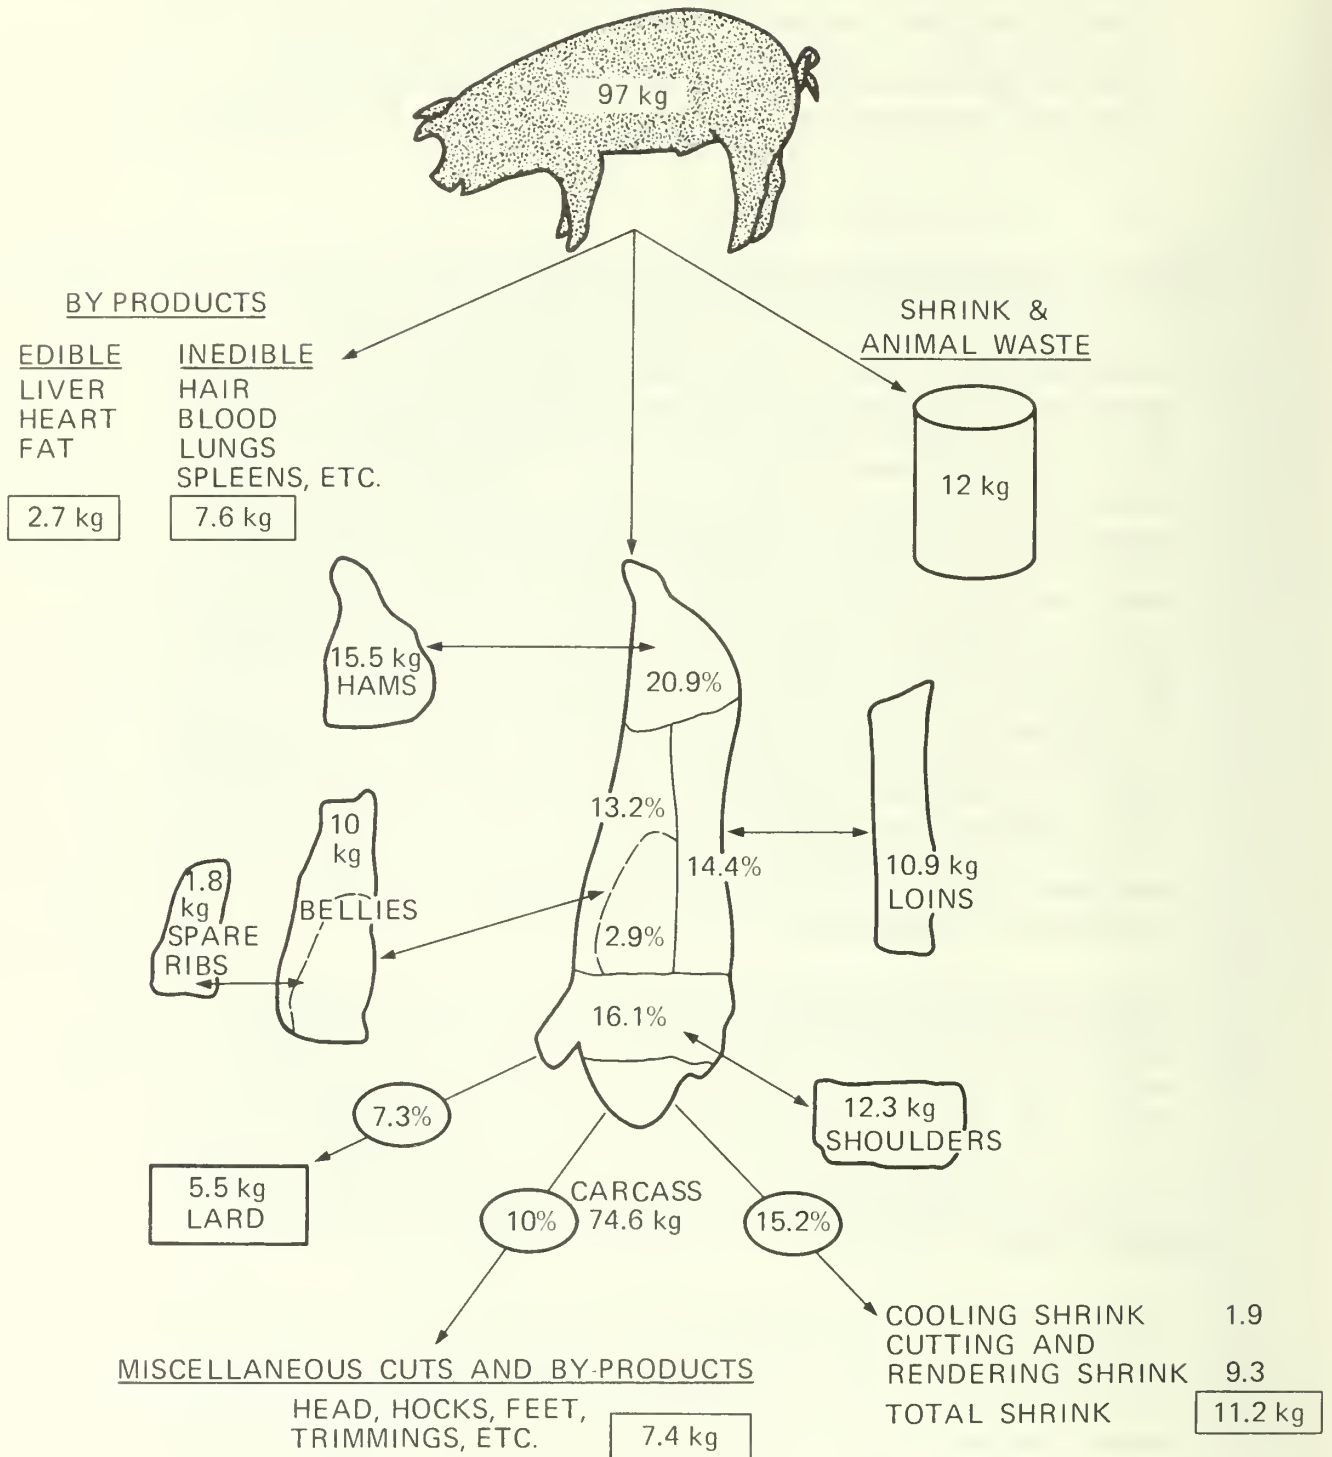 97 kg
BY PRODUCTS
EDIBLE INEDIBLE
LIVER HAIR
HEART BLOOD
FAT LUNGS
SPLEENS, ETC.
2.7 kg 7.6 kg
SHRINK &
ANIMAL WASTE
12 kg
15.5 kg
HAMS
20.9%
13.2%
14.4%
2.9%
16.1%
10
kg
BELLIES
1.8
kg
SPARE
RIBS
10.9 kg
LOINS
12.3 kg
SHOULDERS
7.3%
5.5 kg
LARD
10%
CARCASS
74.6 kg
15.2%
MISCELLANEOUS CUTS AND BY-PRODUCTS
HEAD, HOCKS, FEET,
TRIMMINGS, ETC.
7.4 kg
COOLING SHRINK 1.9
CUTTING AND
RENDERING SHRINK 9.3
TOTAL SHRINK 11.2 kg